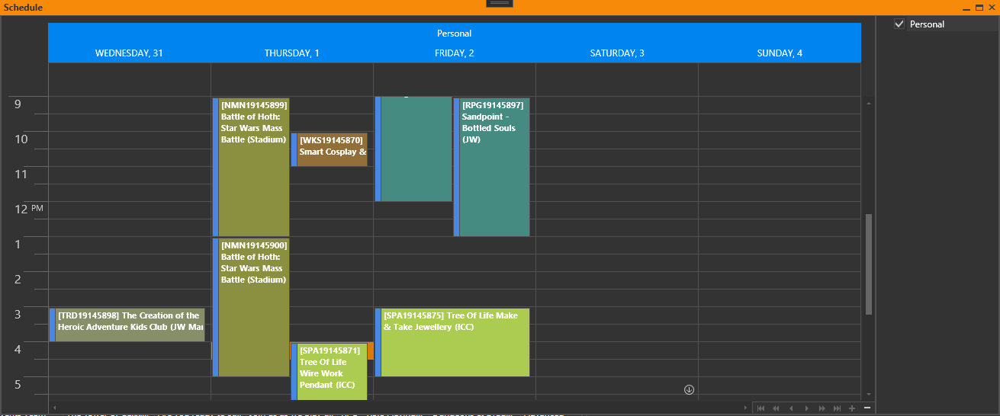 Schedule
Personal
Personal
WEDNESDAY, 31
THURSDAY, 1
FRIDAY, 2
SATURDAY, 3
SUNDAY, 4
9
10
11
12 PM
1
2
3
4
5
[NMN19145899]
Battle of Hoth:
Star Wars Mass
Battle (Stadium)
[WKS19145870]
Smart Cosplay &
[RPG19145897]
Sandpoint -
Bottled Souls
(JW)
[NMN19145900]
Battle of Hoth:
Star Wars Mass
Battle (Stadium)
[TRD19145898] The Creation of the
Heroic Adventure Kids Club (JW Mar
[SPA19145875] Tree Of Life Make
& Take Jewellery (ICC)
[SPA19145871]
Tree Of Life
Wire Work
Pendant (ICC)